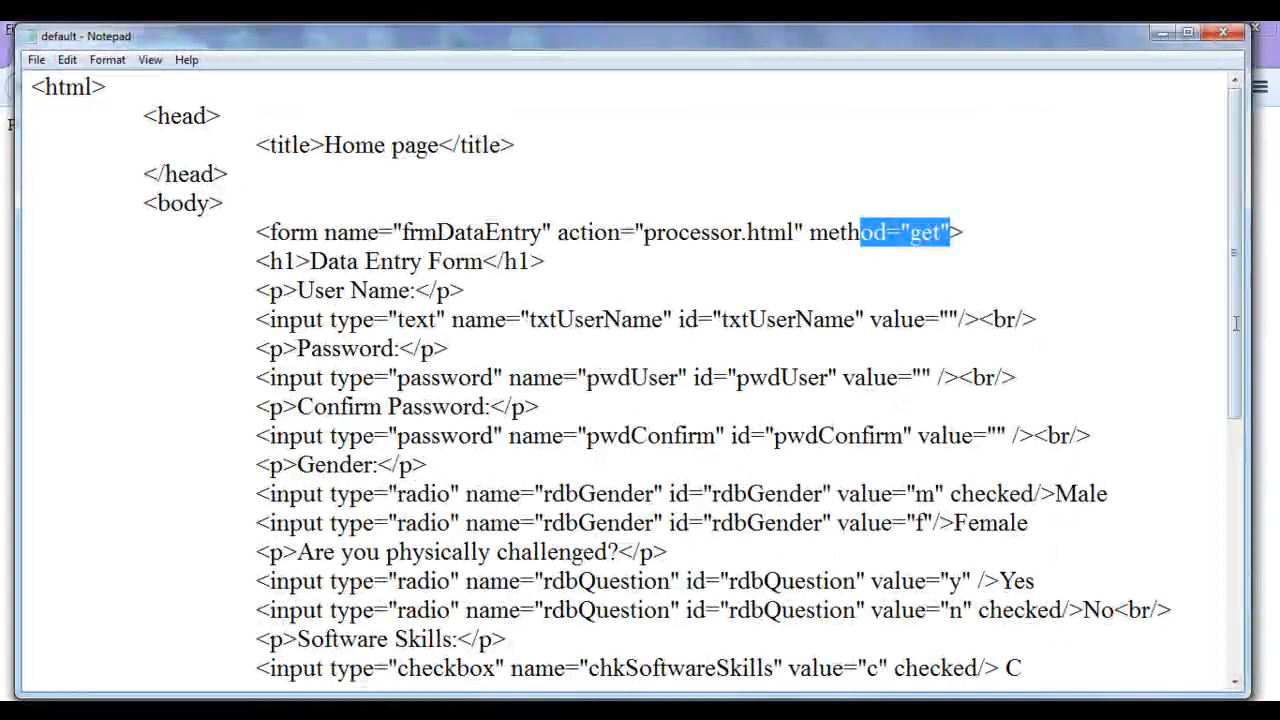 default - Notepad
File Edit Format View Help
<html>
<head>
<title>Home page</title>
</head>
<body>
<form name="frmDataEntry" action="processor.html" method="get">
<h1>Data Entry Form</h1>
<p>User Name:</p>
<input type="text" name="txtUserName" id="txtUserName" value=""/><br/>
<p>Password:</p>
<input type="password" name="pwdUser" id="pwdUser" value="" /><br/>
<p>Confirm Password:</p>
<input type="password" name="pwdConfirm" id="pwdConfirm" value="" /><br/>
<p>Gender:</p>
<input type="radio" name="rdbGender" id="rdbGender" value="m" checked/>Male
<input type="radio" name="rdbGender" id="rdbGender" value="f"/>Female
<p>Are you physically challenged?</p>
<input type="radio" name="rdbQuestion" id="rdbQuestion" value="y" />Yes
<input type="radio" name="rdbQuestion" id="rdbQuestion" value="n" checked/>No<br/>
<p>Software Skills:</p>
<input type="checkbox" name="chkSoftwareSkills" value="c" checked/> C